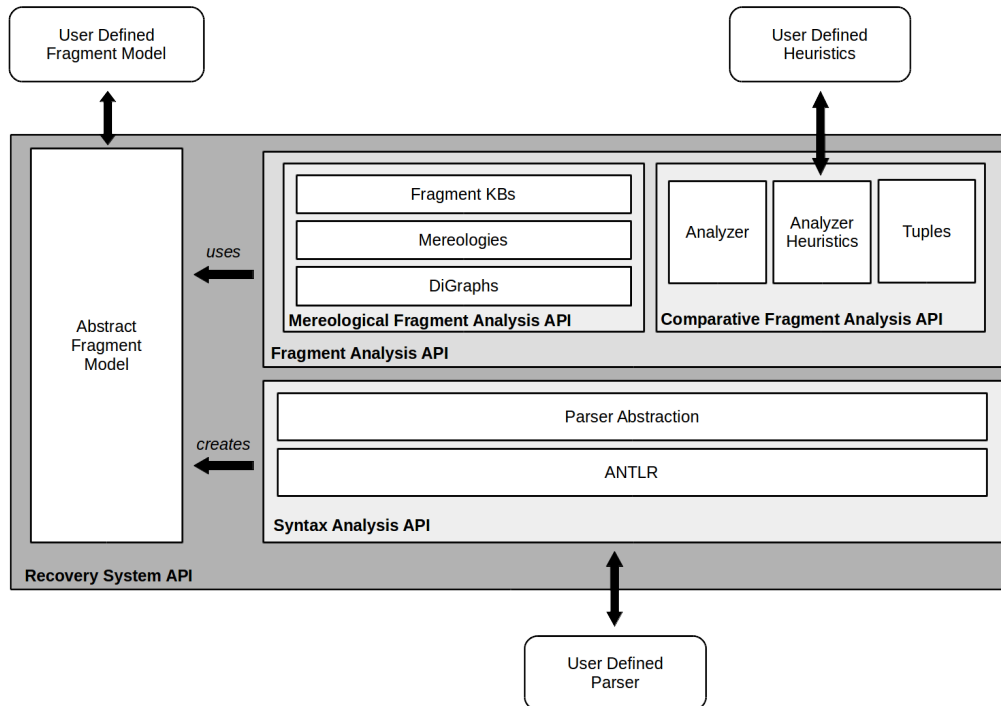 User Defined
Fragment Model
User Defined
Heuristics
Fragment KBs
Mereologies
DiGraphs
Mereological Fragment Analysis API
Analyzer
Analyzer
Heuristics
Tuples
Comparative Fragment Analysis API
uses
Fragment Analysis API
Abstract
Fragment
Model
creates
Parser Abstraction
ANTLR
Syntax Analysis API
Recovery System API
User Defined
Parser